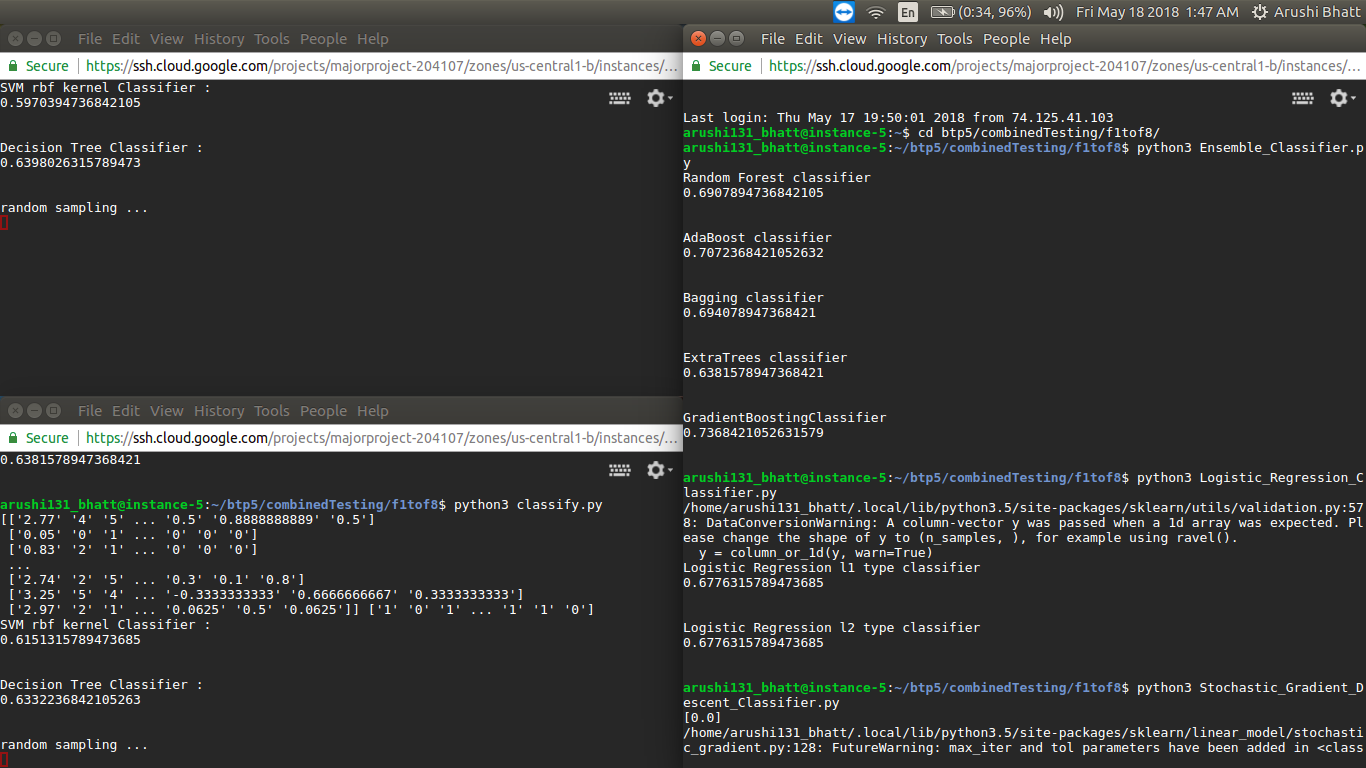 En (0:34, 96%) Fri May 18 2018 1:47 AM Arushi Bhatt
File Edit View History Tools People Help
Secure https://ssh.cloud.google.com/projects/majorproject-204107/zones/us-central1-b/instances/...
SVM rbf kernel Classifier :
0.5970394736842105
Decision Tree Classifier :
0.6398026315789473
random sampling ...
File Edit View History Tools People Help
Secure https://ssh.cloud.google.com/projects/majorproject-204107/zones/us-central1-b/instances/...
0.6381578947368421
arushi131_bhatt@instance-5:~/btp5/combinedTesting/f1tof8$ python3 classify.py
[['2.77' '4' '5' ... '0.5' '0.8888888889' '0.5']
['0.05' '0' '1' ... '0' '0' '0']
['0.83' '2' '1' ... '0' '0' '0']
...
['2.74' '2' '5' ... '0.3' '0.1' '0.8']
['3.25' '5' '4' ... '-0.3333333333' '0.6666666667' '0.3333333333']
['2.97' '2' '1' ... '0.0625' '0.5' '0.0625']] ['1' '0' '1' ... '1' '1' '0']
SVM rbf kernel Classifier :
0.6151315789473685
Decision Tree Classifier :
0.6332236842105263
random sampling ...
File Edit View History Tools People Help
Secure https://ssh.cloud.google.com/projects/majorproject-204107/zones/us-central1-b/instances/...
Last login: Thu May 17 19:50:01 2018 from 74.125.41.103
arushi131_bhatt@instance-5:~$ cd btp5/combinedTesting/f1tof8/
arushi131_bhatt@instance-5:~/btp5/combinedTesting/f1tof8$ python3 Ensemble_Classifier.p
y
Random Forest classifier
0.6907894736842105
AdaBoost classifier
0.7072368421052632
Bagging classifier
0.694078947368421
ExtraTrees classifier
0.6381578947368421
GradientBoostingClassifier
0.7368421052631579
arushi131_bhatt@instance-5:~/btp5/combinedTesting/f1tof8$ python3 Logistic_Regression_C
lassifier.py
/home/arushi131_bhatt/.local/lib/python3.5/site-packages/sklearn/utils/validation.py:57
8: DataConversionWarning: A column-vector y was passed when a 1d array was expected. Pl
ease change the shape of y to (n_samples, ), for example using ravel().
y = column_or_1d(y, warn=True)
Logistic Regression l1 type classifier
0.6776315789473685
Logistic Regression l2 type classifier
0.6776315789473685
arushi131_bhatt@instance-5:~/btp5/combinedTesting/f1tof8$ python3 Stochastic_Gradient_D
escent_Classifier.py
[0.0]
/home/arushi131_bhatt/.local/lib/python3.5/site-packages/sklearn/linear_model/stochasti
c_gradient.py:128: FutureWarning: max_iter and tol parameters have been added in <class